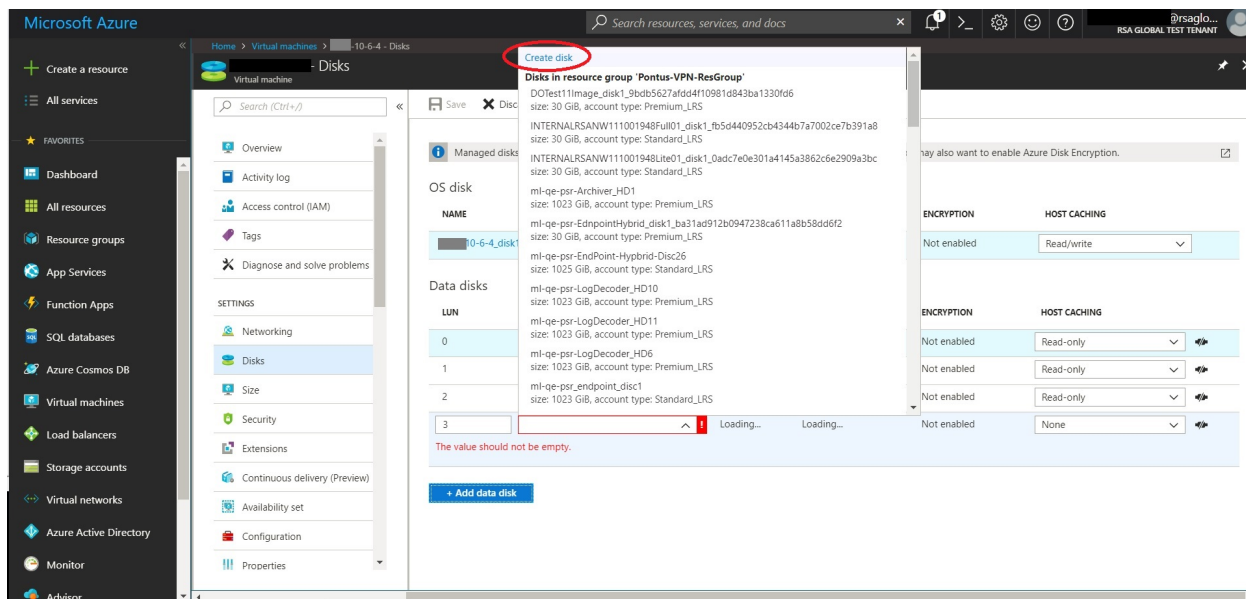 Microsoft Azure
Search resources, services, and docs
1
@rsaglo...
RSA GLOBAL TEST TENANT
Create a resource
All services
FAVORITES
Dashboard
All resources
Resource groups
App Services
Function Apps
SQL databases
Azure Cosmos DB
Virtual machines
Load balancers
Storage accounts
Virtual networks
Azure Active Directory
Monitor
Advisor
Home > Virtual machines > -10-6-4 - Disks
- Disks
Virtual machine
Search (Ctrl+/)
Overview
Activity log
Access control (IAM)
Tags
Diagnose and solve problems
SETTINGS
Networking
Disks
Size
Security
Extensions
Continuous delivery (Preview)
Availability set
Configuration
Properties
Save
Disc
Managed disks
may also want to enable Azure Disk Encryption.
OS disk
NAME
ENCRYPTION
HOST CACHING
10-6-4_disk1
Not enabled
Read/write
Data disks
LUN
ENCRYPTION
HOST CACHING
0
Not enabled
Read-only
1
Not enabled
Read-only
2
Not enabled
Read-only
3
Loading...
Loading...
Not enabled
None
The value should not be empty.
+ Add data disk
Create disk
Disks in resource group 'Pontus-VPN-ResGroup'
DOTest11Image_disk1_9bdb5627afdd4f10981d843ba1330fd6
size: 30 GiB, account type: Premium_LRS
INTERNALRSANW111001948Full01_disk1_fb5d440952cb4344b7a7002ce7b391a8
size: 30 GiB, account type: Standard_LRS
INTERNALRSANW111001948Lite01_disk1_0adc7e0e301a4145a3862c6e2909a3bc
size: 30 GiB, account type: Standard_LRS
ml-qe-psr-Archiver_HD1
size: 1023 GiB, account type: Premium_LRS
ml-qe-psr-EdnpointHybrid_disk1_ba31ad912b0947238ca611a8b58dd6f2
size: 30 GiB, account type: Premium_LRS
ml-qe-psr-EndPoint-Hypbrid-Disc26
size: 1025 GiB, account type: Standard_LRS
ml-qe-psr-LogDecoder_HD10
size: 1023 GiB, account type: Premium_LRS
ml-qe-psr-LogDecoder_HD11
size: 1023 GiB, account type: Premium_LRS
ml-qe-psr-LogDecoder_HD6
size: 1023 GiB, account type: Premium_LRS
ml-qe-psr_endpoint_disc1
size: 1023 GiB, account type: Standard_LRS